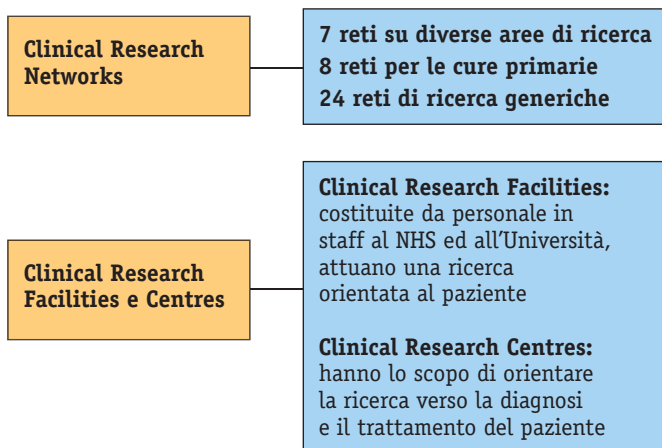 Clinical Research
Networks
7 reti su diverse aree di ricerca
8 reti per le cure primarie
24 reti di ricerca generiche
Clinical Research
Facilities e Centres
Clinical Research Facilities:
costituite da personale in
staff al NHS ed all'Università,
attuano una ricerca
orientata al paziente
Clinical Research Centres:
hanno lo scopo di orientare
la ricerca verso la diagnosi
e il trattamento del paziente